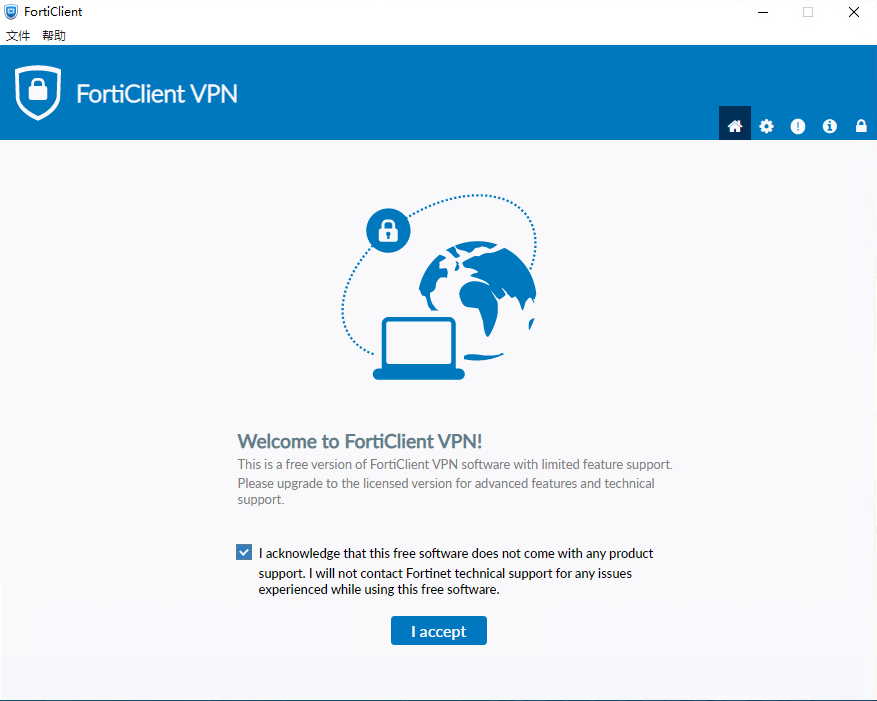 FortiClient
文件 帮助
FortiClient VPN
Welcome to FortiClient VPN!
This is a free version of FortiClient VPN software with limited feature support.
Please upgrade to the licensed version for advanced features and technical
support.
I acknowledge that this free software does not come with any product
support. I will not contact Fortinet technical support for any issues
experienced while using this free software.
I accept